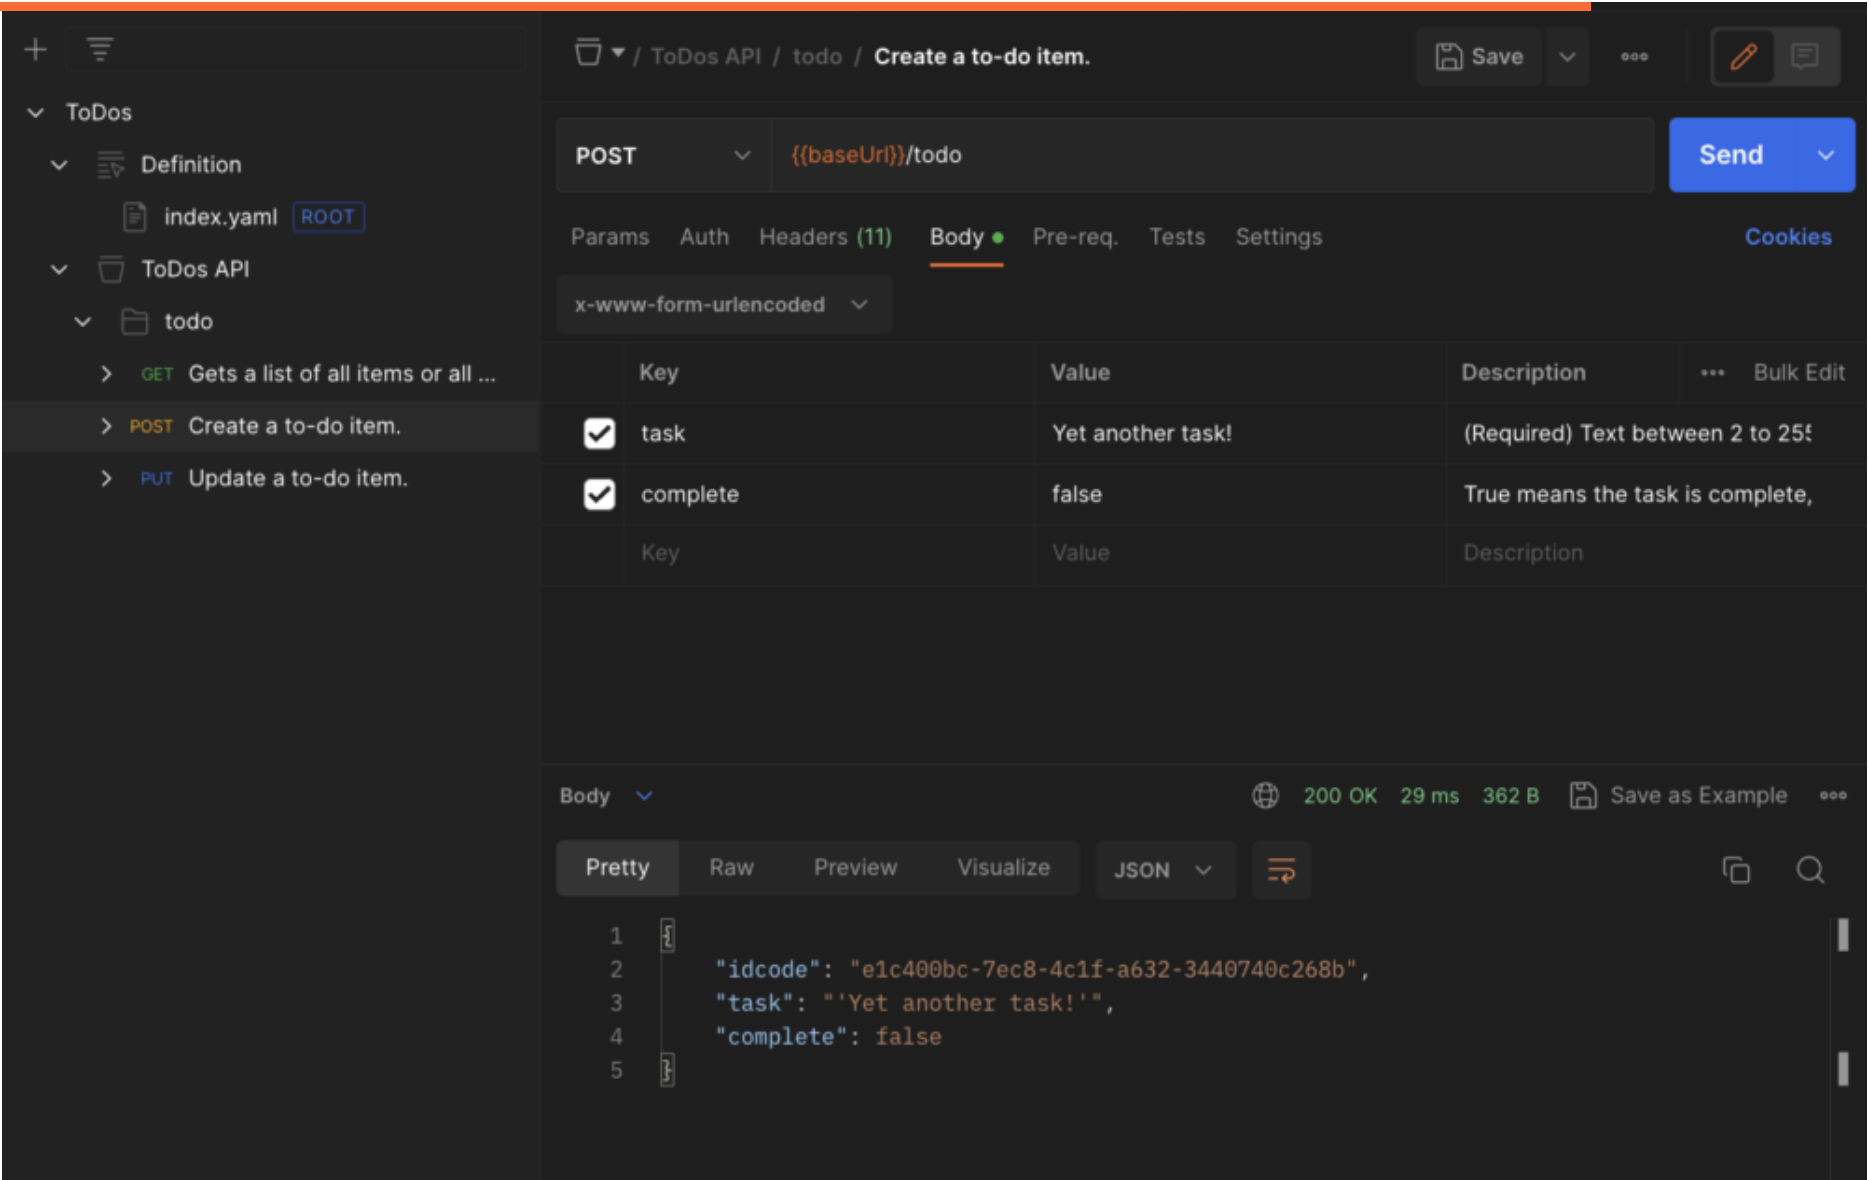 / ToDos API / todo / Create a to-do item.
Save
ToDos
Definition
index.yaml ROOT
ToDos API
todo
GET Gets a list of all items or all ...
POST Create a to-do item.
PUT Update a to-do item.
POST
{{baseUrl}}/todo
Send
Params Auth Headers (11) Body Pre-req. Tests Settings
Cookies
x-www-form-urlencoded
Key Value Description ... Bulk Edit
task Yet another task! (Required) Text between 2 to 255
complete false True means the task is complete,
Key Value Description
Body
200 OK 29 ms 362 B Save as Example
Pretty Raw Preview Visualize JSON
1 {
2 "idcode": "e1c400bc-7ec8-4c1f-a632-3440740c268b",
3 "task": "'Yet another task!'",
4 "complete": false
5 }